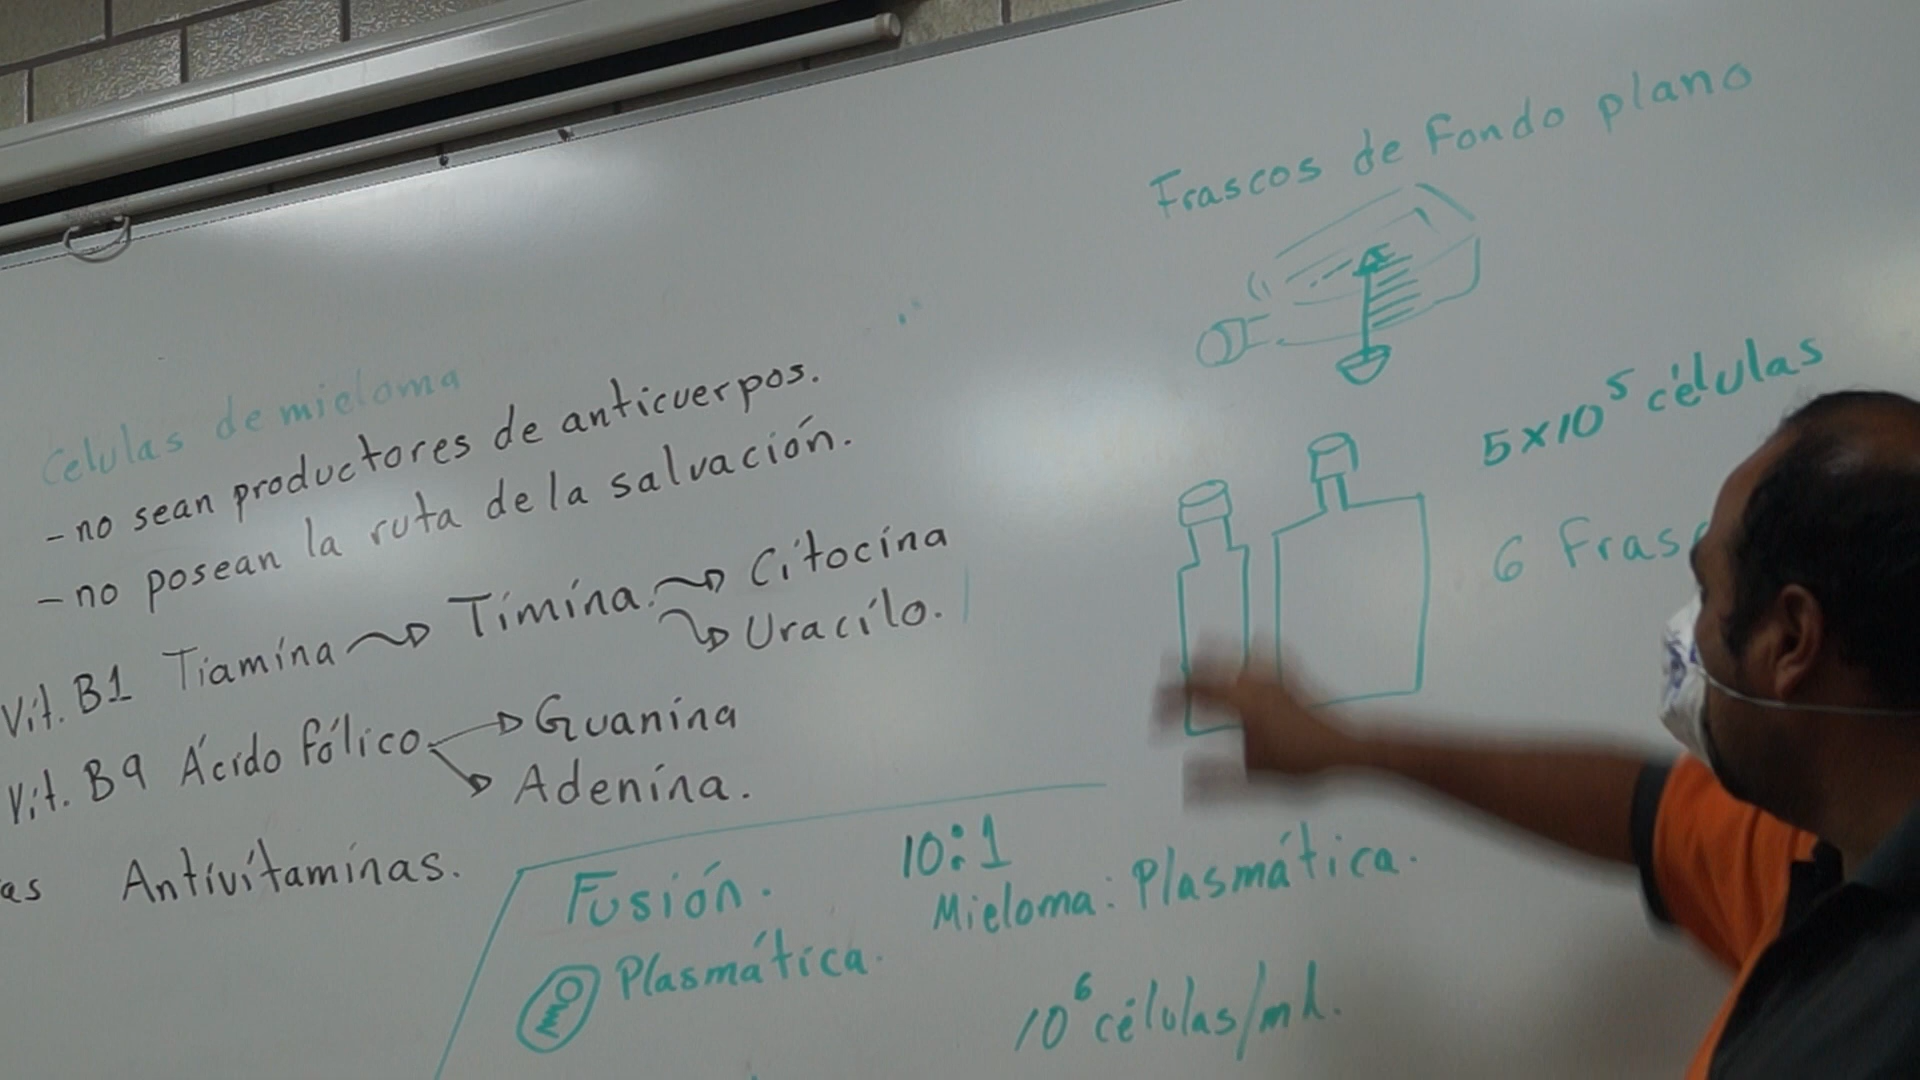 Celulas de mieloma
- no sean productores de anticuerpos.
- no posean la ruta de la salvación.
Vit. B1 Tiamina Timina. Citocina
Uracilo.
Vit. B9 Ácido fólico Guanina
Adenina.
as Antivitaminas.
Fusión. 10:1
Mieloma: Plasmática.
Plasmática.
10⁶ células/ml.
Frascos de Fondo plano
5x10⁵ células
6 Fras